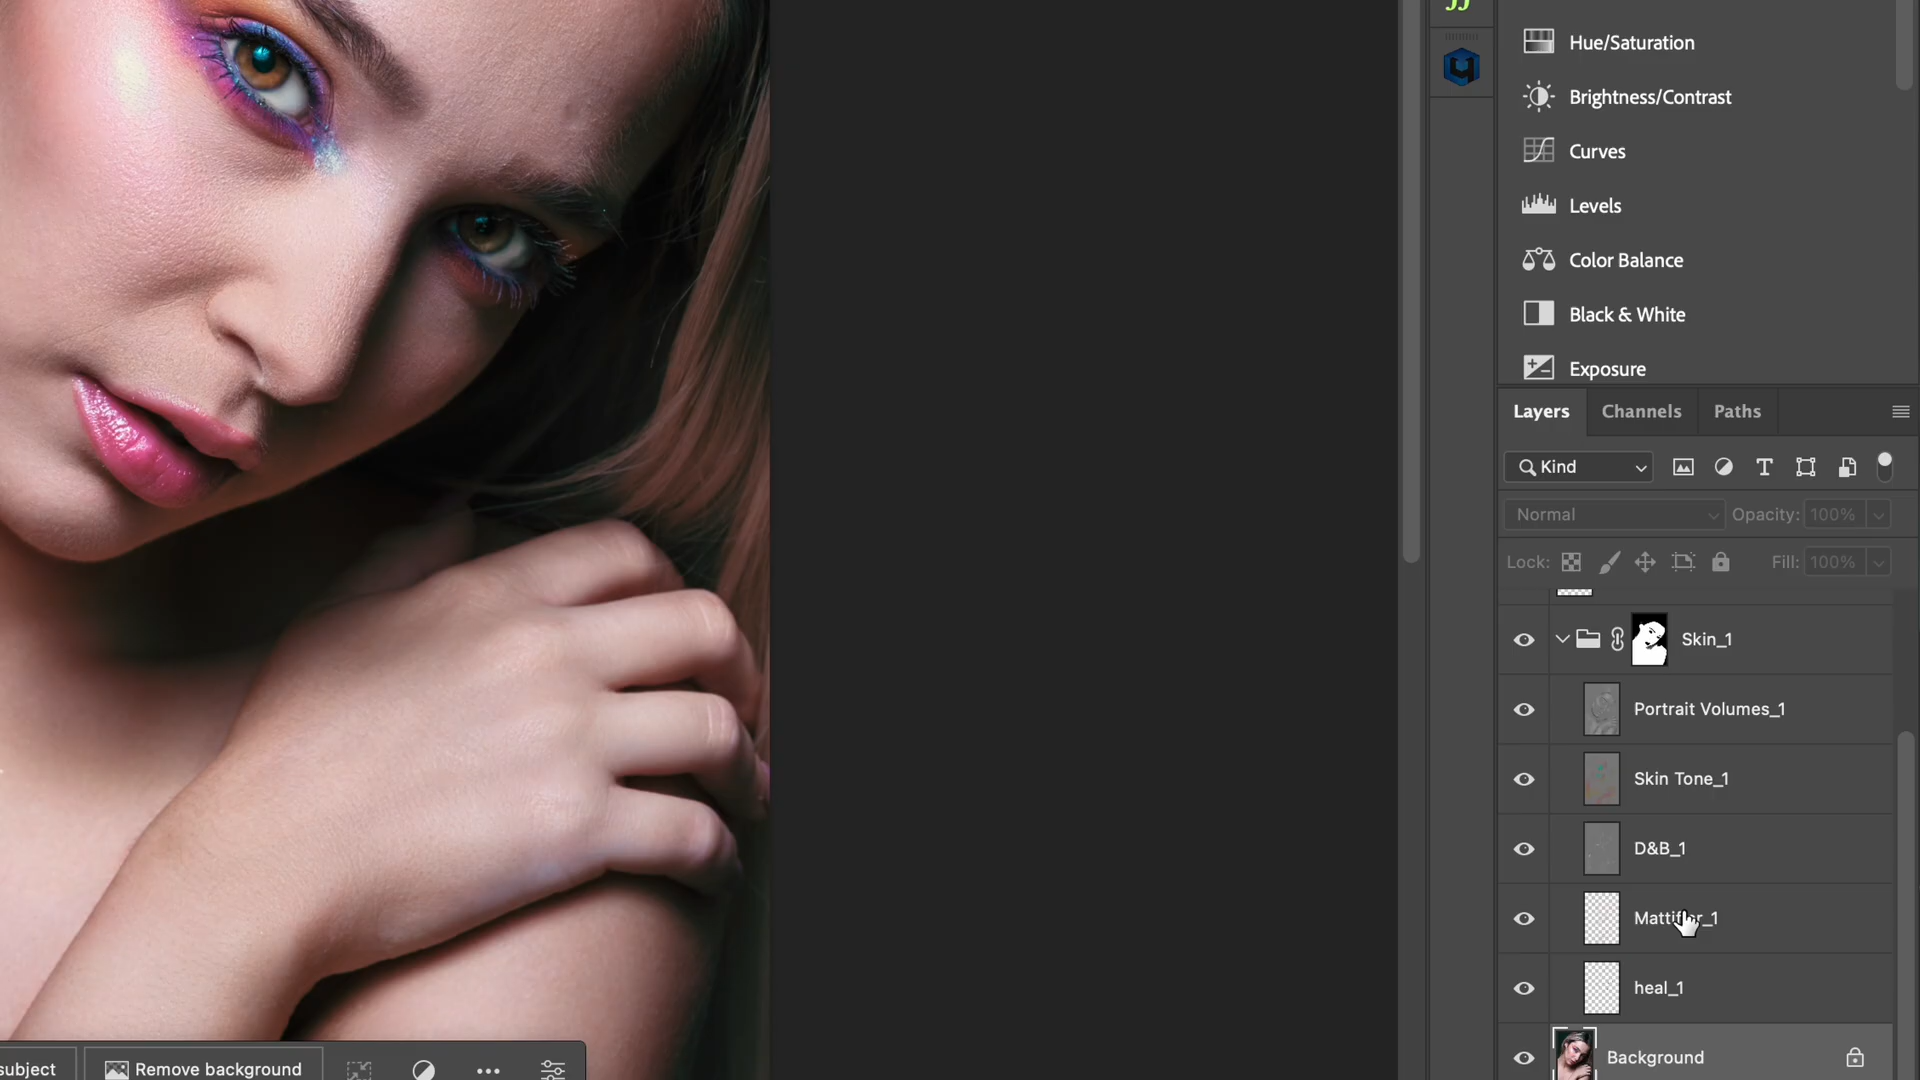 Hue/Saturation
Brightness/Contrast
Curves
Levels
Color Balance
Black & White
Exposure
Layers Channels Paths
Kind
Normal Opacity: 100%
Lock: Fill: 100%
Skin_1
Portrait Volumes_1
Skin Tone_1
D&B_1
Mattifier_1
heal_1
Background
subject Remove background